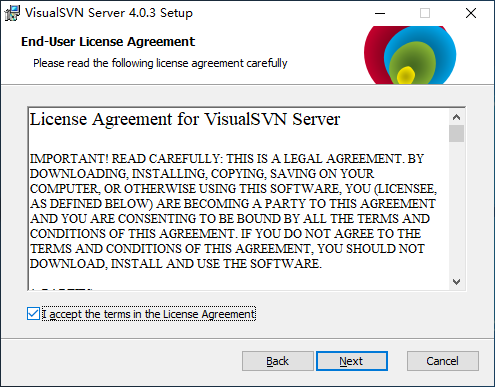 VisualSVN Server 4.0.3 Setup
End-User License Agreement
Please read the following license agreement carefully
License Agreement for VisualSVN Server
IMPORTANT! READ CAREFULLY: THIS IS A LEGAL AGREEMENT. BY
DOWNLOADING, INSTALLING, COPYING, SAVING ON YOUR
COMPUTER, OR OTHERWISE USING THIS SOFTWARE, YOU (LICENSEE,
AS DEFINED BELOW) ARE BECOMING A PARTY TO THIS AGREEMENT
AND YOU ARE CONSENTING TO BE BOUND BY ALL THE TERMS AND
CONDITIONS OF THIS AGREEMENT. IF YOU DO NOT AGREE TO THE
TERMS AND CONDITIONS OF THIS AGREEMENT, YOU SHOULD NOT
DOWNLOAD, INSTALL AND USE THE SOFTWARE.
I accept the terms in the License Agreement
Back Next Cancel